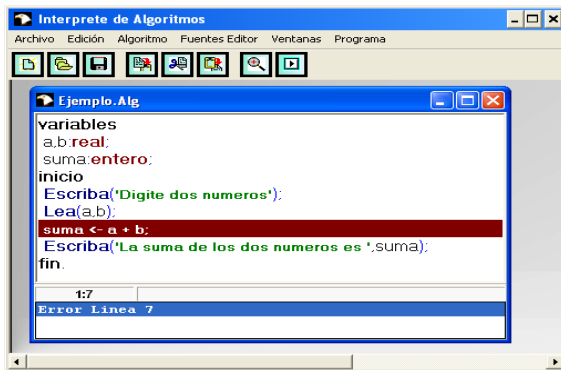 Interprete de Algoritmos
Archivo Edición Algoritmo Fuentes Editor Ventanas Programa
Ejemplo.Alg
variables
a,b:real;
suma:entero;
inicio
Escriba('Digite dos numeros');
Lea(a,b);
suma <- a + b;
Escriba('La suma de los dos numeros es ',suma);
fin.
1:7
Error Linea 7